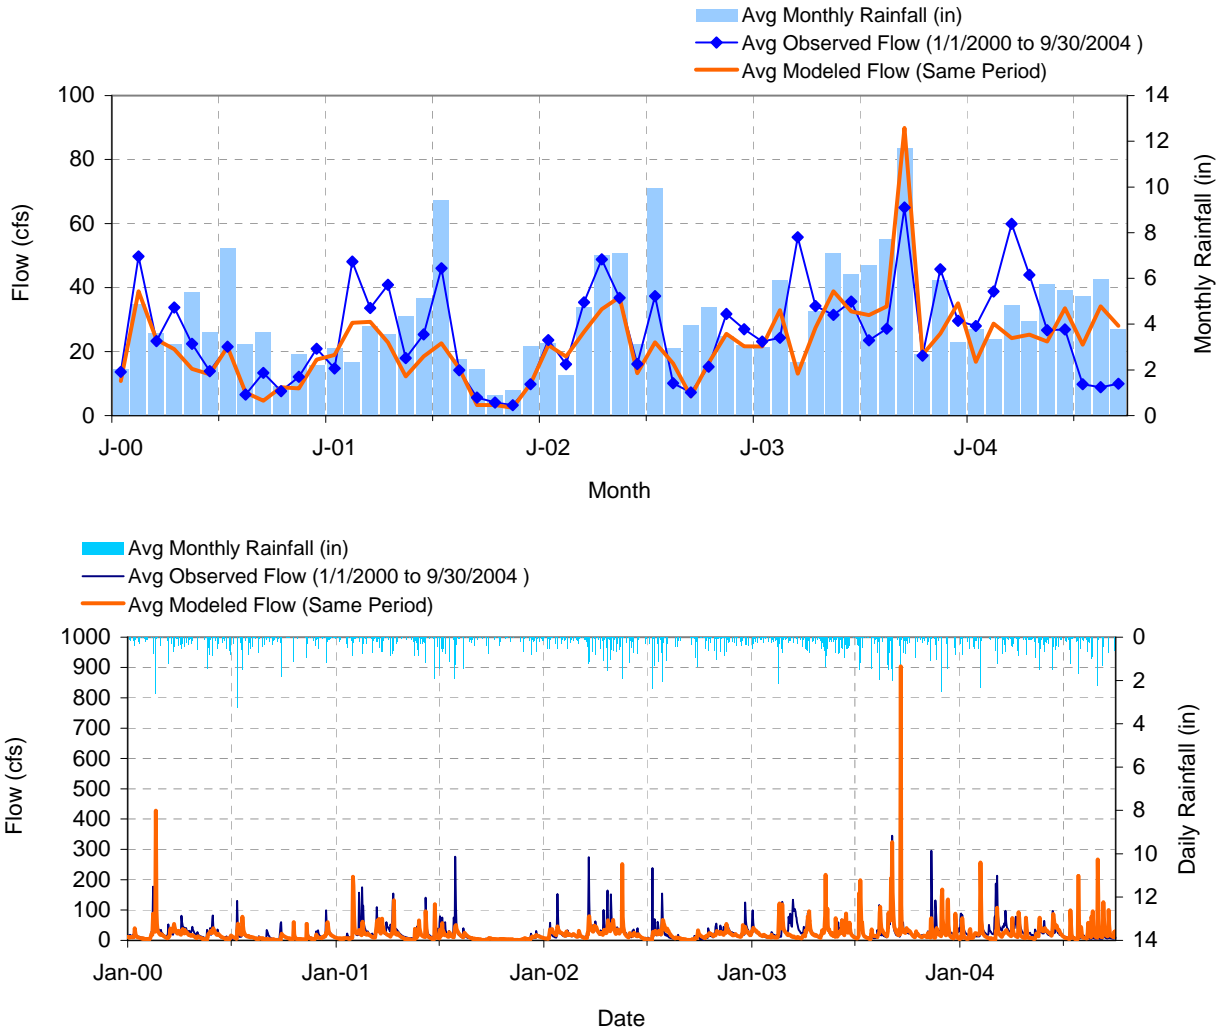 Avg Monthly Rainfall (in)
Avg Observed Flow (1/1/2000 to 9/30/2004 )
Avg Modeled Flow (Same Period)
100
80
60
40
20
0
Flow (cfs)
14
12
10
8
6
4
2
0
Monthly Rainfall (in)
J-00
J-01
J-02
J-03
J-04
Month
Avg Monthly Rainfall (in)
Avg Observed Flow (1/1/2000 to 9/30/2004 )
Avg Modeled Flow (Same Period)
1000
900
800
700
600
500
400
300
200
100
0
Flow (cfs)
0
2
4
6
8
10
12
14
Daily Rainfall (in)
Jan-00
Jan-01
Jan-02
Jan-03
Jan-04
Date